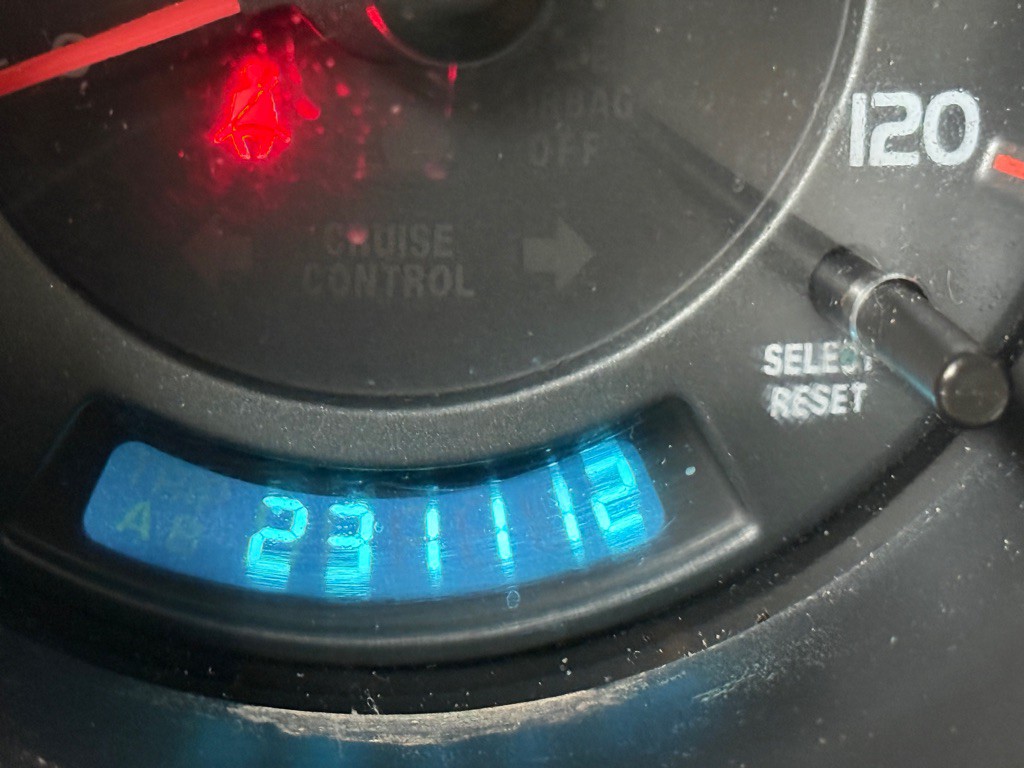 AIRBAG
OFF
120
CRUISE
CONTROL
SELECT
RESET
A B
231112